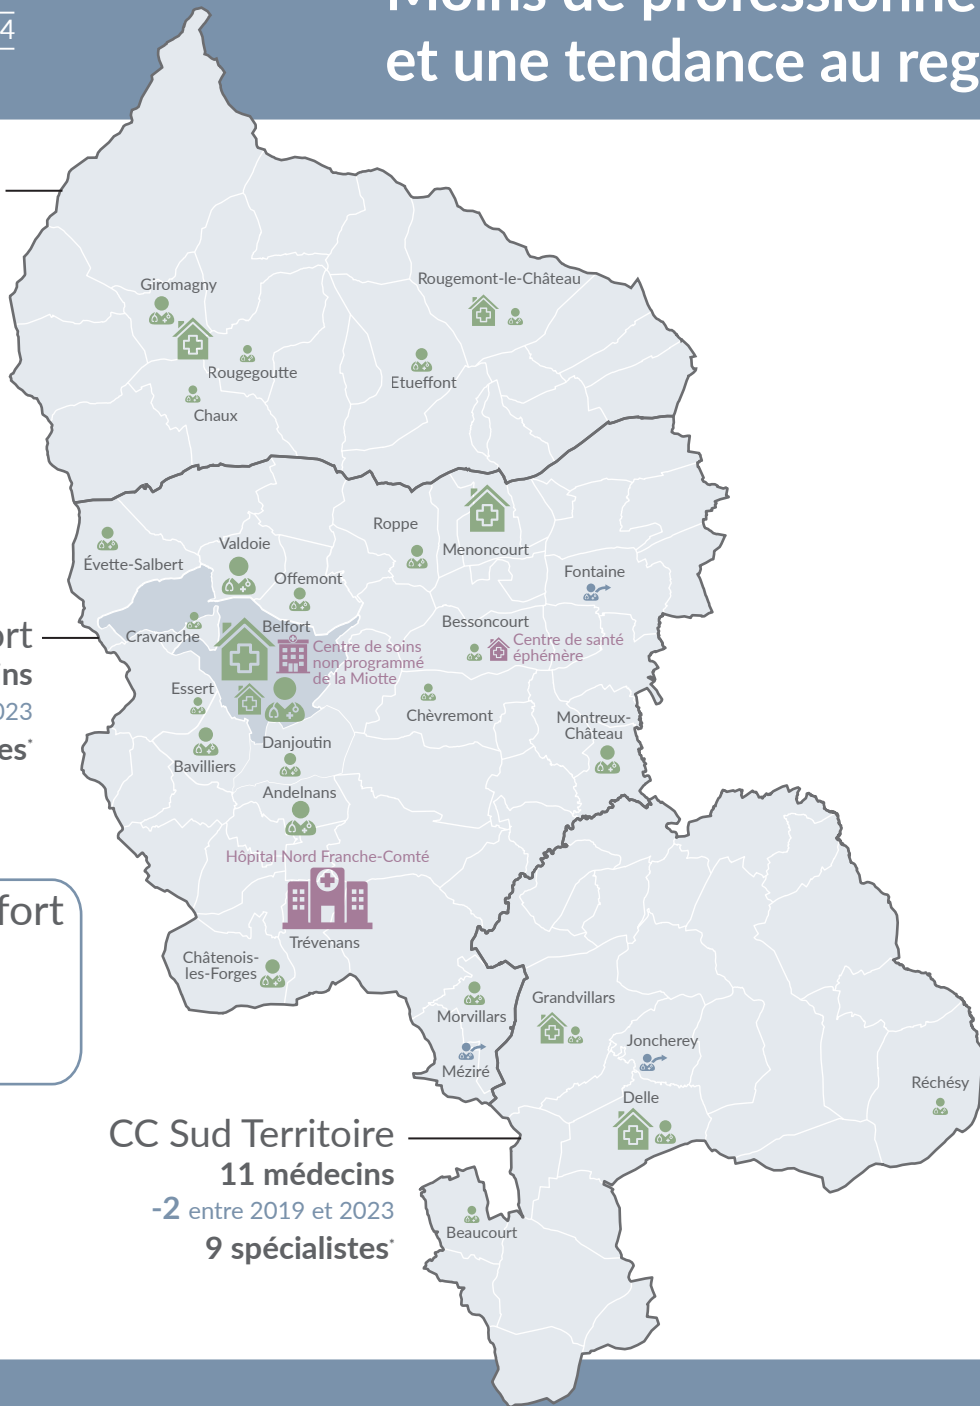 4
et une tendance au reg
Giromagny
Rougemont-le-Château
Rougegoutte
Etueffont
Chaux
Roppe
Menoncourt
Évette-Salbert
Valdoie
Offemont
Fontaine
Cravanche
Belfort
Bessoncourt
Centre de soins
non programmé
de la Miotte
Centre de santé
éphémère
Essert
Chèvremont
Montreux-
Château
Bavilliers
Danjoutin
Andelnans
Hôpital Nord Franche-Comté
Trévenans
Châtenois-
les-Forges
Morvillars
Méziré
Grandvillars
Joncherey
Delle
Réchésy
Beaucourt
rt
ns
023
es*
fort
CC Sud Territoire
11 médecins
-2 entre 2019 et 2023
9 spécialistes*